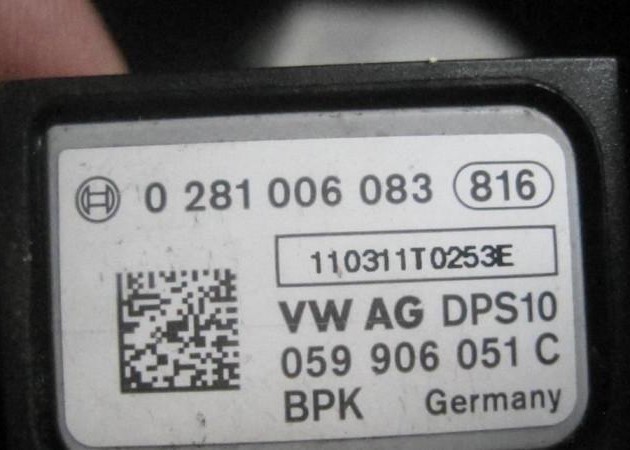 0 281 006 083 816
110311T0253E
VW AG DPS10
059 906 051 C
BPK Germany